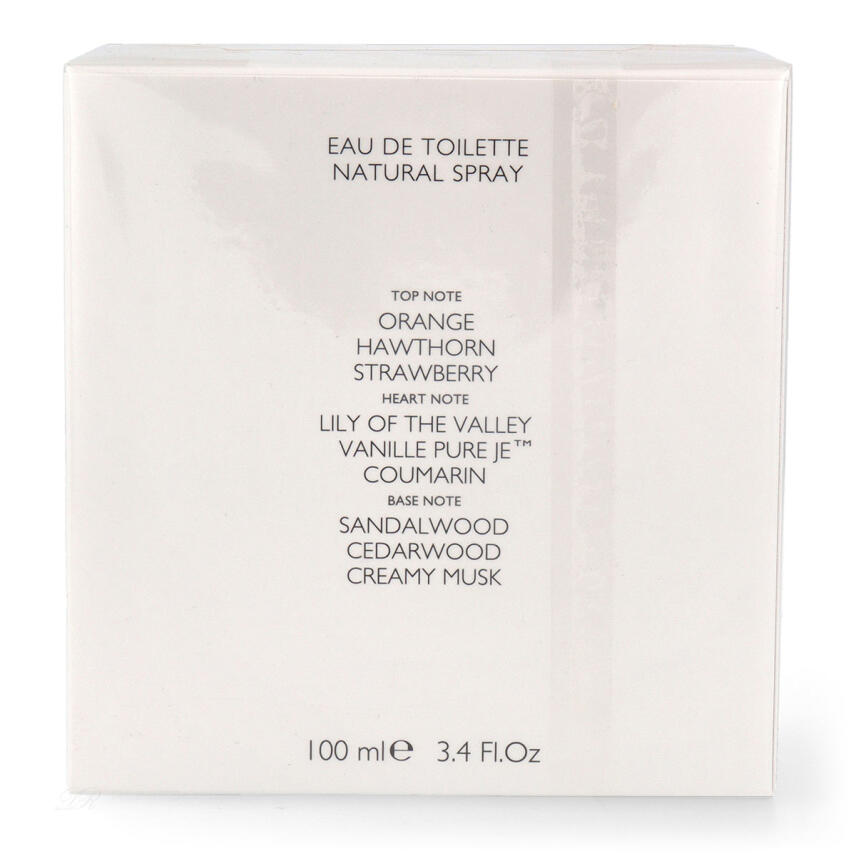 EAU DE TOILETTE
NATURAL SPRAY
TOP NOTE
ORANGE
HAWTHORN
STRAWBERRY
HEART NOTE
LILY OF THE VALLEY
VANILLE PURE JE™
COUMARIN
BASE NOTE
SANDALWOOD
CEDARWOOD
CREAMY MUSK
100 ml℮ 3.4 Fl.Oz